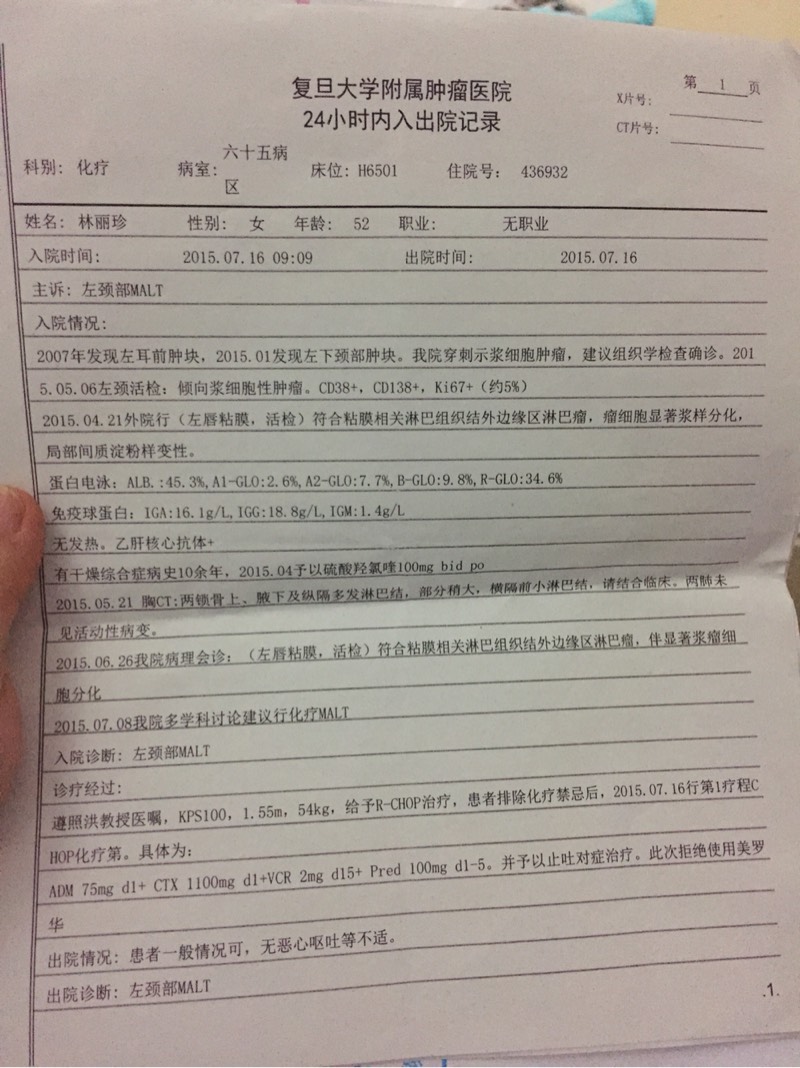 第 1 页
复旦大学附属肿瘤医院
24小时内入出院记录
X片号:
CT片号:
科别: 化疗 病室: 六十五病区 床位: H6501 住院号: 436932
姓名: 林丽珍 性别: 女 年龄: 52 职业: 无职业
入院时间: 2015.07.16 09:09 出院时间: 2015.07.16
主诉: 左颈部MALT
入院情况:
2007年发现左耳前肿块，2015.01发现左下颈部肿块。我院穿刺示浆细胞肿瘤，建议组织学检查确诊。201
5.05.06左颈活检：倾向浆细胞性肿瘤。CD38+，CD138+，Ki67+（约5%）
2015.04.21外院行（左唇粘膜，活检）符合粘膜相关淋巴组织结外边缘区淋巴瘤，瘤细胞显著浆样分化，
局部间质淀粉样变性。
蛋白电泳：ALB.:45.3%,A1-GLO:2.6%,A2-GLO:7.7%,B-GLO:9.8%,R-GLO:34.6%
免疫球蛋白：IGA:16.1g/L,IGG:18.8g/L,IGM:1.4g/L
无发热。乙肝核心抗体+
有干燥综合症病史10余年，2015.04予以硫酸羟氯喹100mg bid po
2015.05.21 胸CT:两锁骨上、腋下及纵隔多发淋巴结，部分稍大，横隔前小淋巴结，请结合临床。两肺未
见活动性病变。
2015.06.26我院病理会诊：（左唇粘膜，活检）符合粘膜相关淋巴组织结外边缘区淋巴瘤，伴显著浆瘤细
胞分化
2015.07.08我院多学科讨论建议行化疗MALT
入院诊断: 左颈部MALT
诊疗经过:
遵照洪教授医嘱，KPS100，1.55m，54kg，给予R-CHOP治疗，患者排除化疗禁忌后，2015.07.16行第1疗程C
HOP化疗第。具体为：
ADM 75mg d1+ CTX 1100mg d1+VCR 2mg d15+ Pred 100mg d1-5。并予以止吐对症治疗。此次拒绝使用美罗
华
出院情况: 患者一般情况可，无恶心呕吐等不适。
出院诊断: 左颈部MALT
.1.